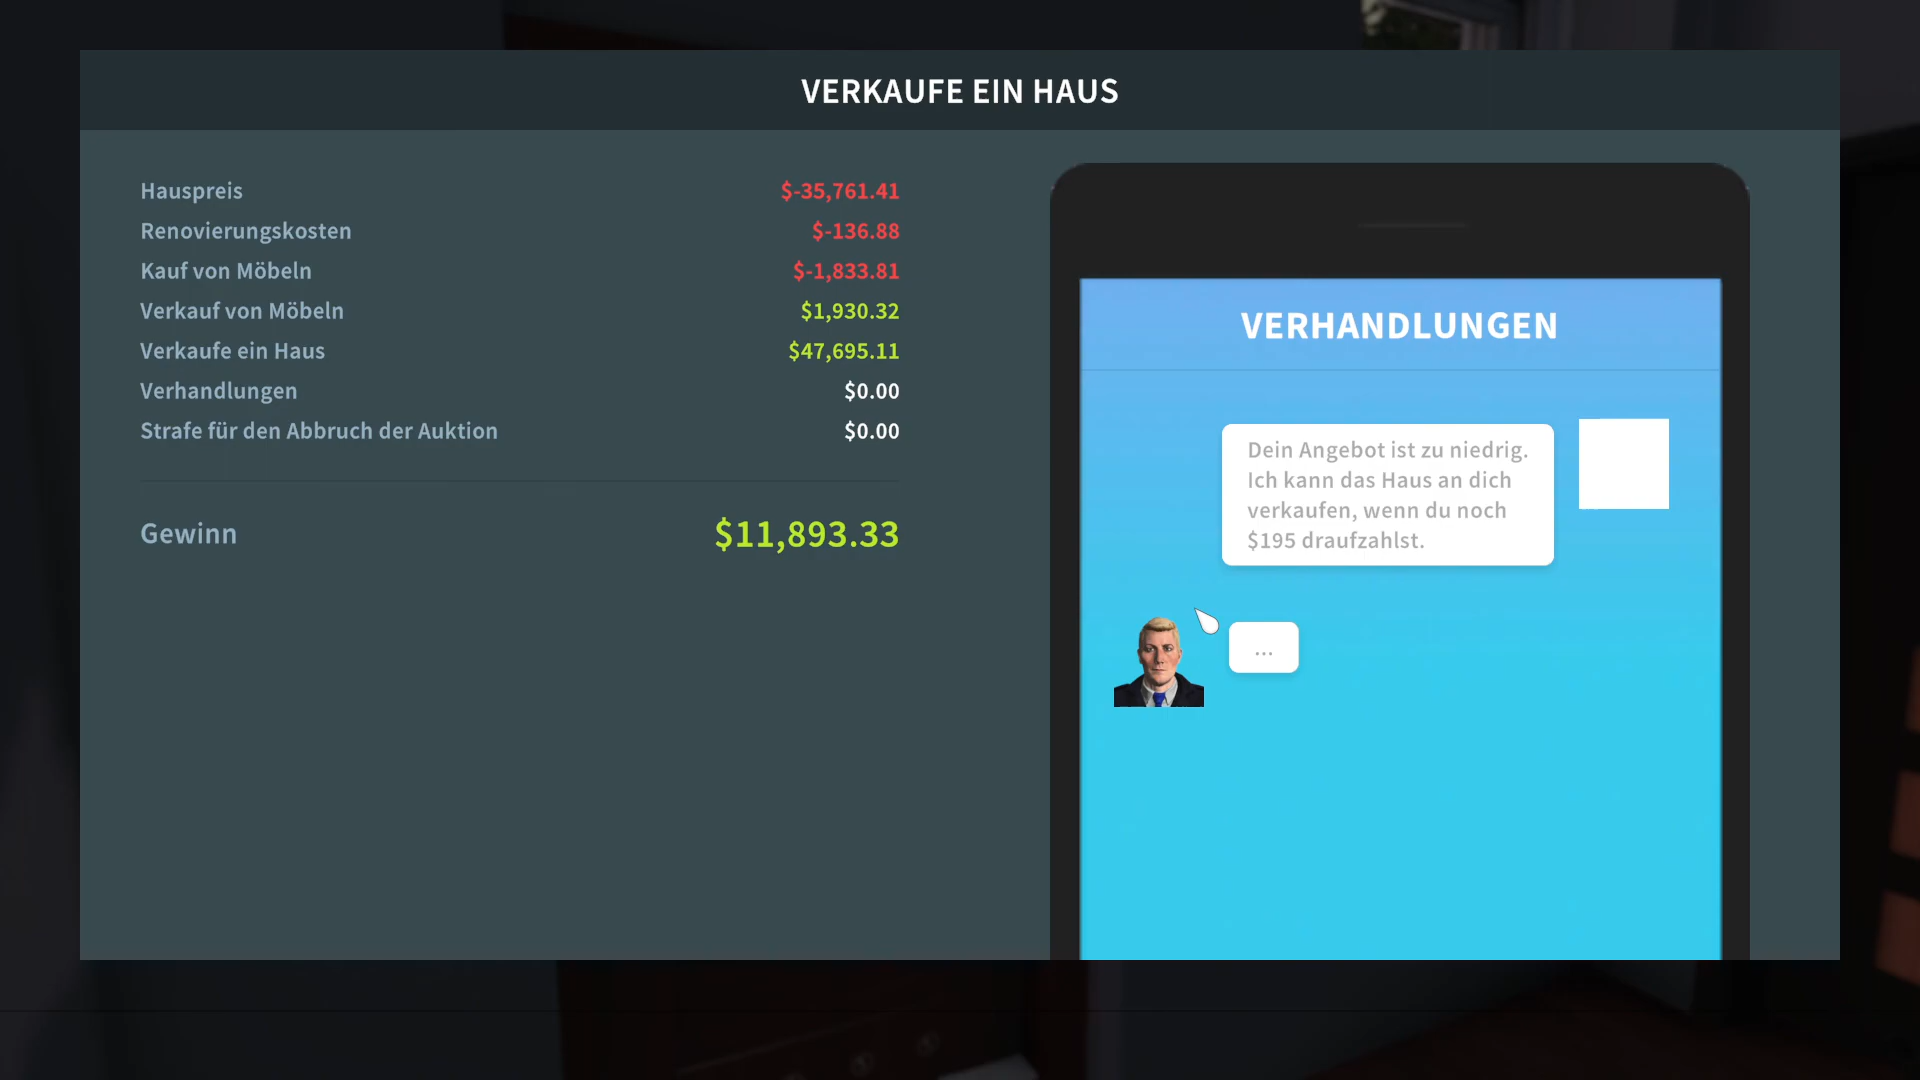 VERKAUFE EIN HAUS
Hauspreis $-35,761.41
Renovierungskosten $-136.88
Kauf von Möbeln $-1,833.81
Verkauf von Möbeln $1,930.32
Verkaufe ein Haus $47,695.11
Verhandlungen $0.00
Strafe für den Abbruch der Auktion $0.00
Gewinn $11,893.33
VERHANDLUNGEN
Dein Angebot ist zu niedrig.
Ich kann das Haus an dich
verkaufen, wenn du noch
$195 draufzahlst.
...